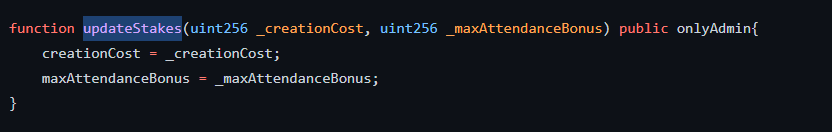 function updateStakes(uint256 _creationCost, uint256 _maxAttendanceBonus) public onlyAdmin{
    creationCost = _creationCost;
    maxAttendanceBonus = _maxAttendanceBonus;
}